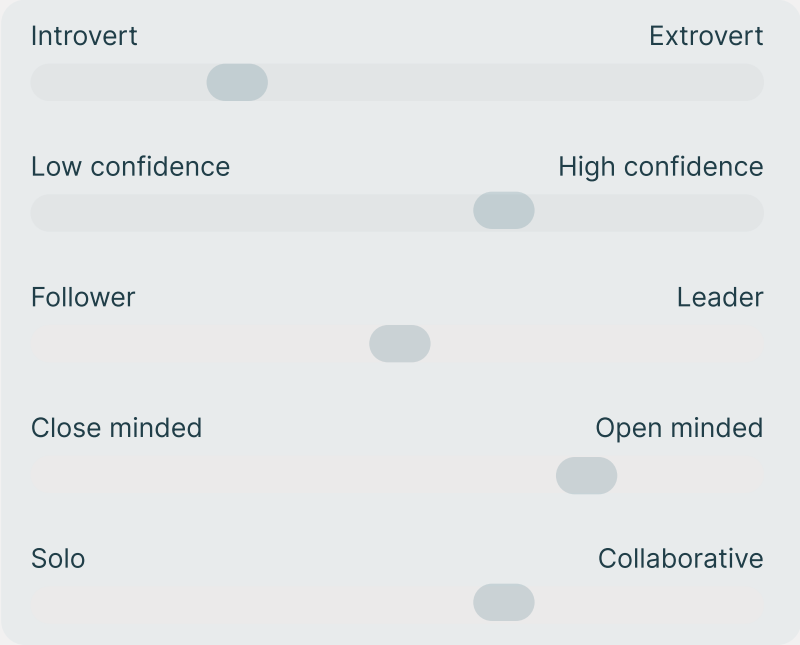 Introvert Extrovert
Low confidence High confidence
Follower Leader
Close minded Open minded
Solo Collaborative